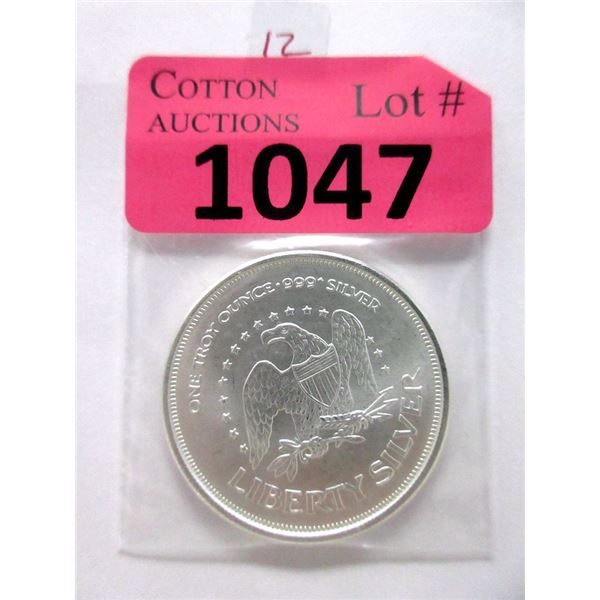 12
COTTON
AUCTIONS
Lot #
1047
ONE TROY OUNCE * 999 * SILVER
LIBERTY SILVER